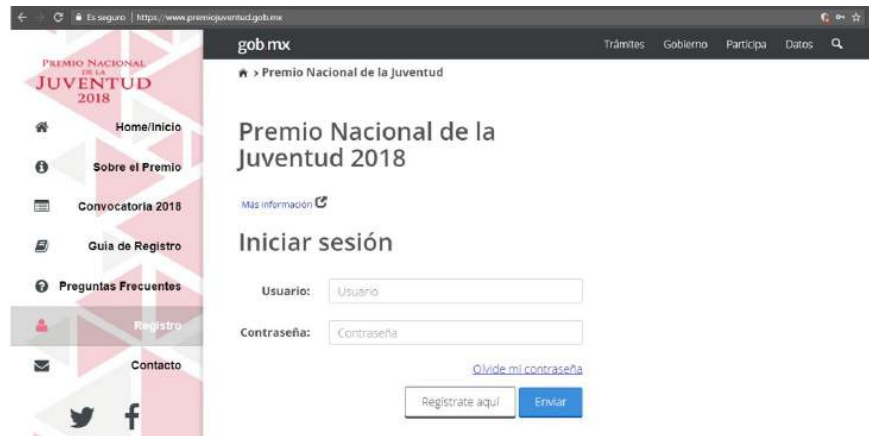 Es seguro | https://www.premiojuventud.gob.mx
gob mx
Trámites Gobierno Participa Datos
PREMIO NACIONAL
DE LA
JUVENTUD
2018
> Premio Nacional de la Juventud
Home/Inicio
Sobre el Premio
Convocatoria 2018
Guia de Registro
Preguntas Frecuentes
Registro
Contacto
Premio Nacional de la
Juventud 2018
Más información
Iniciar sesión
Usuario: Usuario
Contraseña: Contraseña
Olvide mi contraseña
Regístrate aquí Enviar